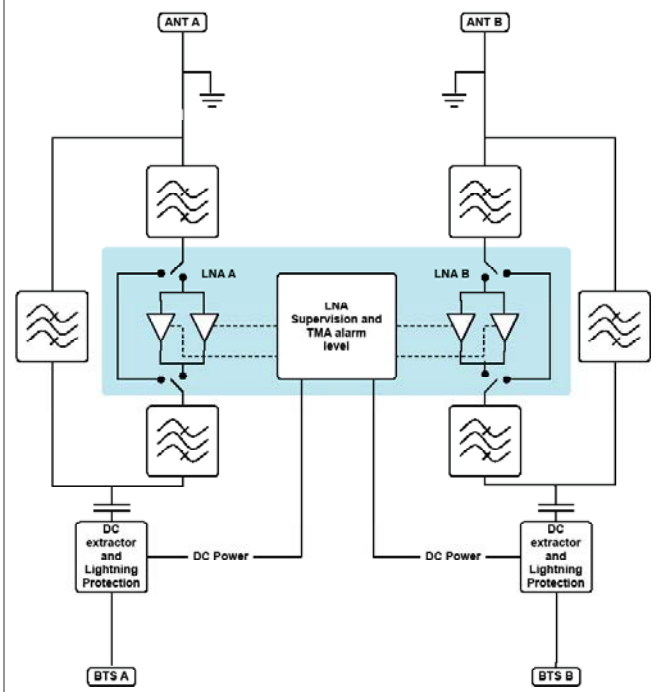 ANT A
ANT B
LNA A
LNA B
LNA
Supervision and
TMA alarm
level
DC
extractor
and
Lightning
Protection
DC Power
DC Power
DC
extractor
and
Lightning
Protection
BTS A
BTS B